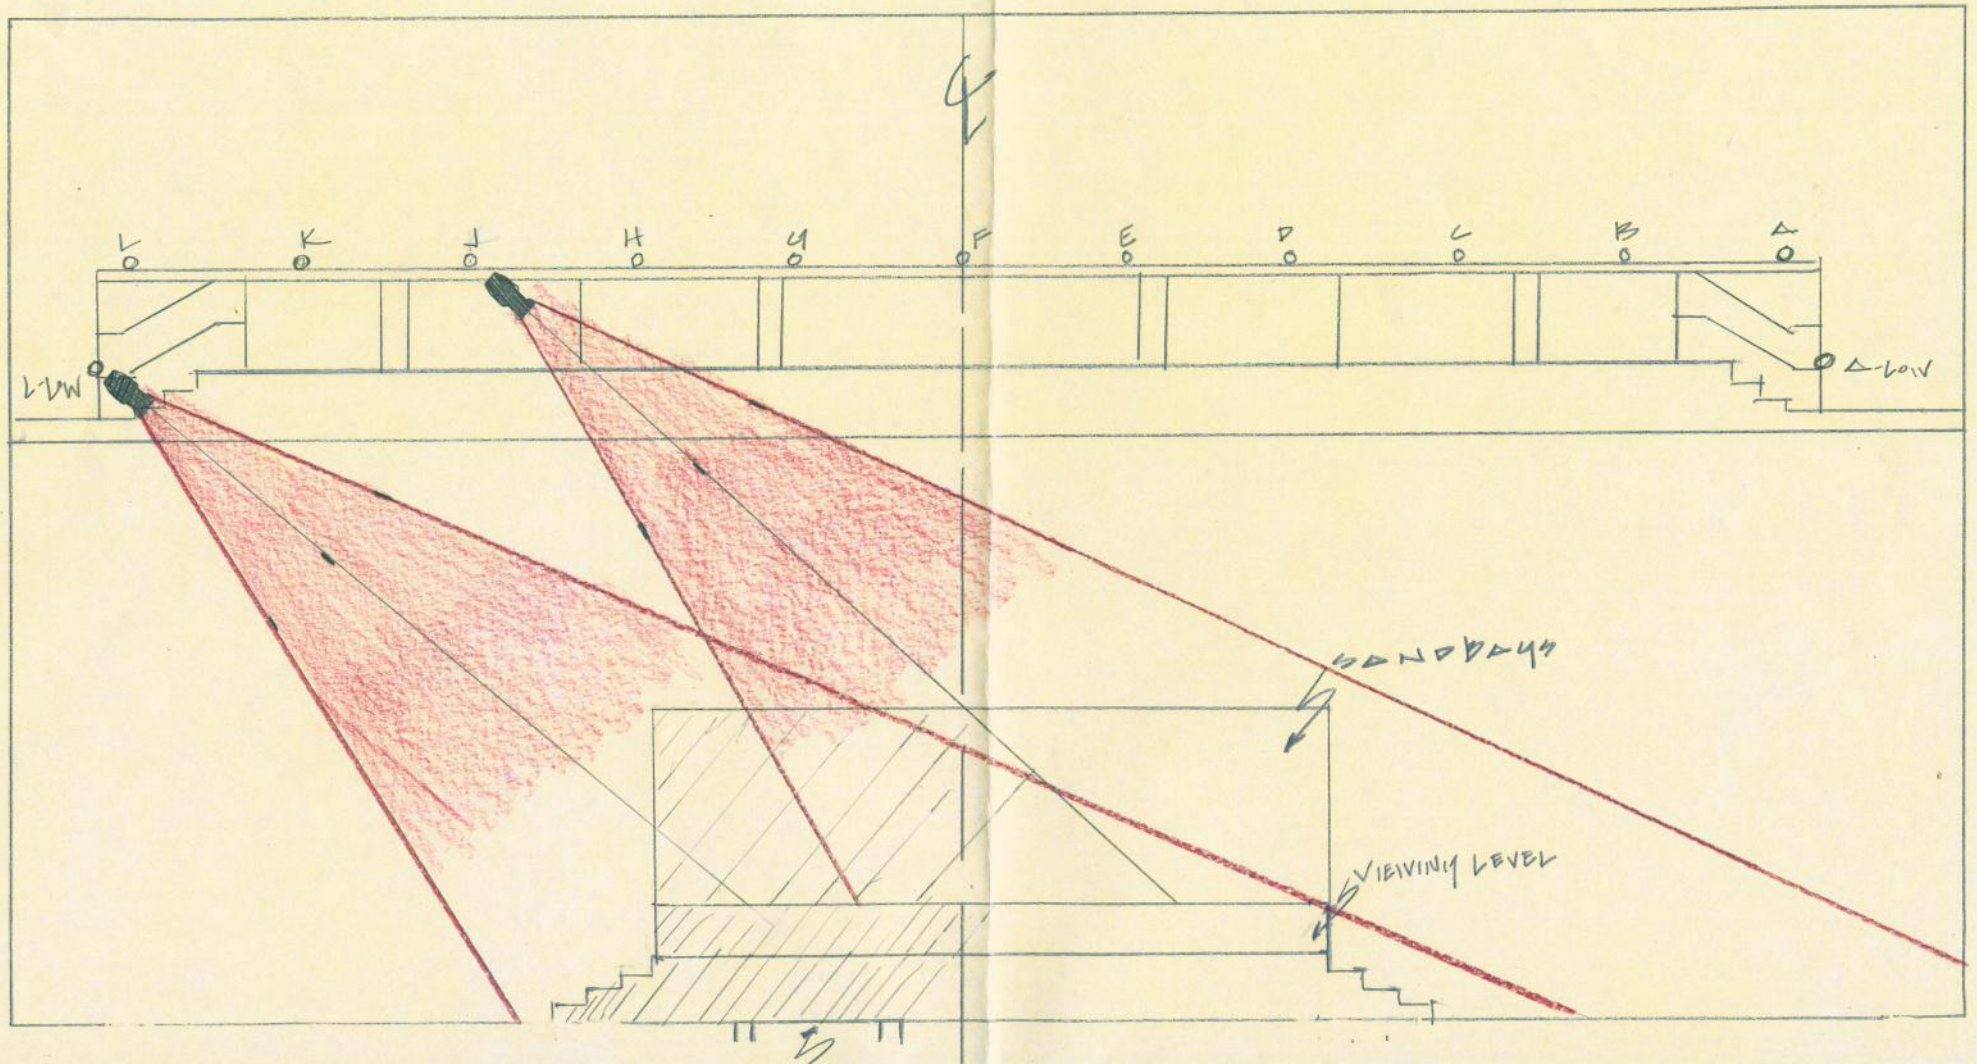 ℄
L K J H G F E D C B A
L-LOW
A-LOW
SANDBAGS
VIEWING LEVEL